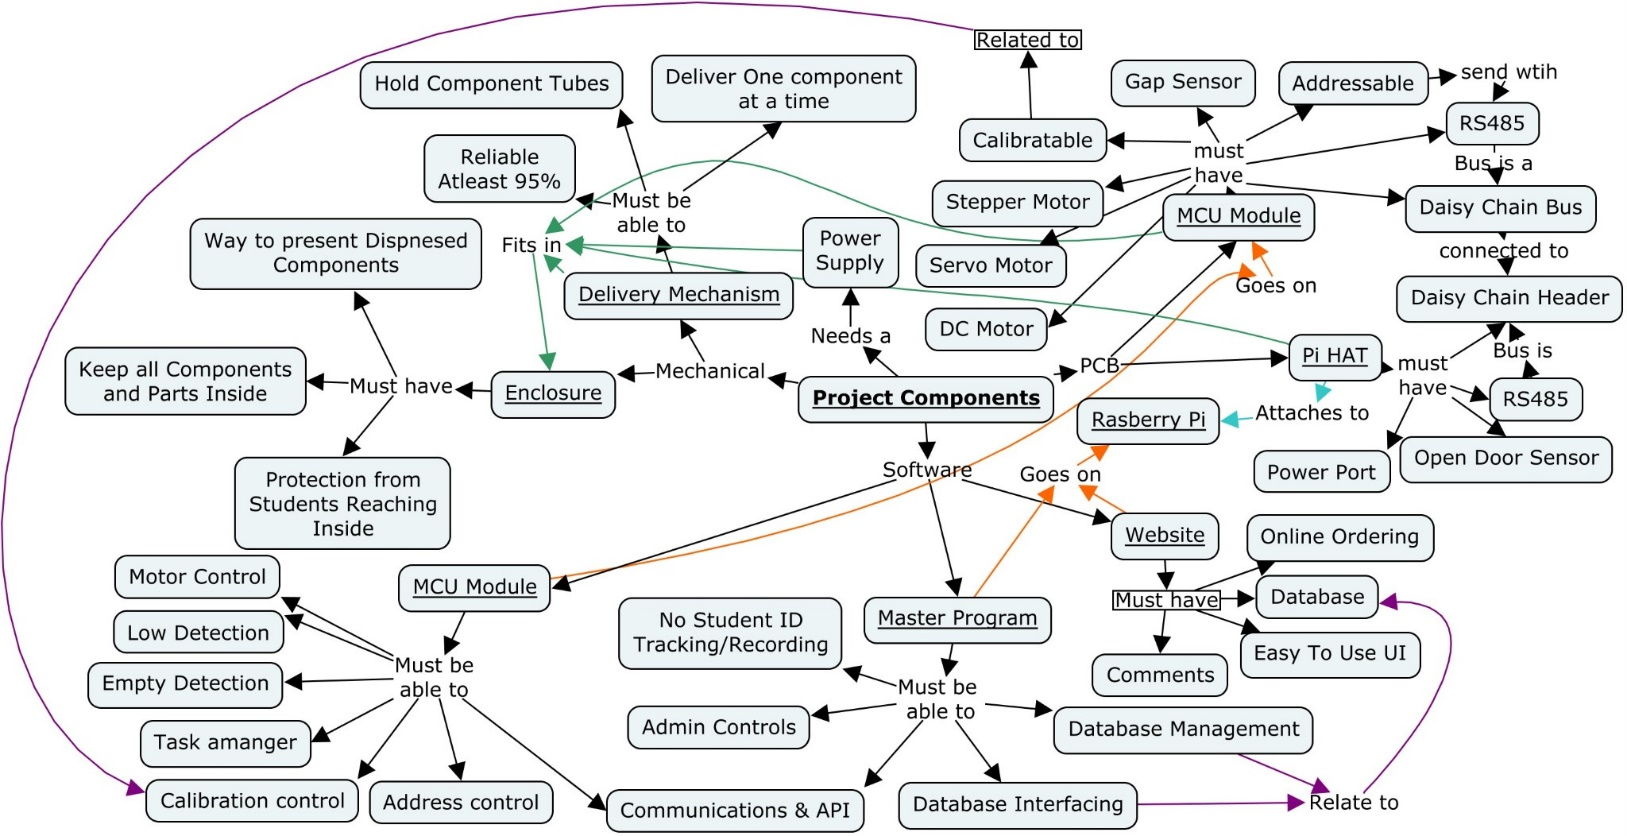 Related to
Hold Component Tubes
Deliver One component
at a time
Gap Sensor
Addressable
send wtih
RS485
Calibratable
must
have
Bus is a
Reliable
Atleast 95%
Must be
able to
Stepper Motor
MCU Module
Daisy Chain Bus
Way to present Dispnesed
Components
Fits in
Power
Supply
Servo Motor
connected to
Goes on
Delivery Mechanism
Daisy Chain Header
DC Motor
Needs a
Keep all Components
and Parts Inside
Must have
Enclosure
Mechanical
Project Components
PCB
Pi HAT
must
have
Bus is
RS485
Rasberry Pi
Attaches to
Power Port
Open Door Sensor
Software
Goes on
Protection from
Students Reaching
Inside
Website
Online Ordering
Motor Control
MCU Module
Must have
Database
No Student ID
Tracking/Recording
Master Program
Low Detection
Easy To Use UI
Comments
Must be
able to
Empty Detection
Must be
able to
Admin Controls
Database Management
Task amanger
Calibration control
Address control
Communications & API
Database Interfacing
Relate to